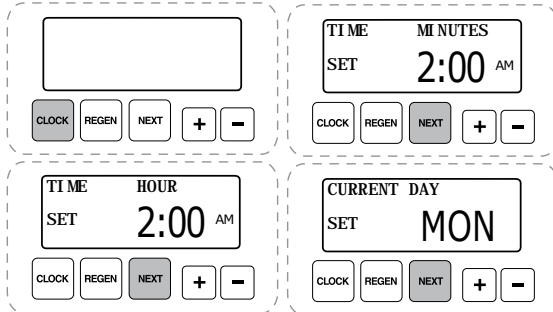 CLOCK REGEN NEXT + −
TIME HOUR
SET 2:00 AM
CLOCK REGEN NEXT + −
TIME MINUTES
SET 2:00 AM
CLOCK REGEN NEXT + −
CURRENT DAY
SET MON
CLOCK REGEN NEXT + −